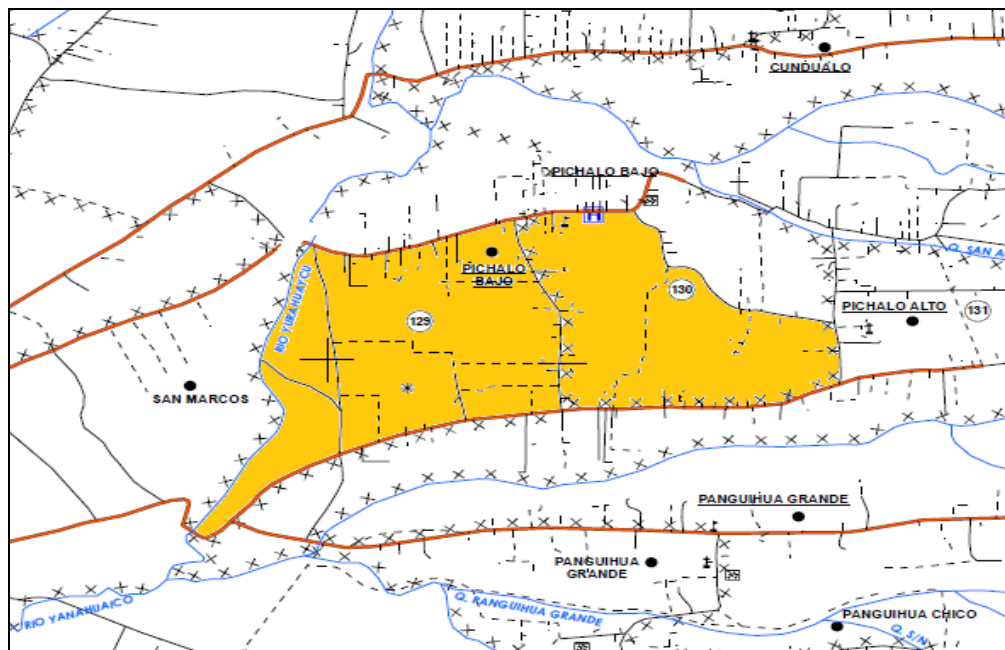 CUNDUALO
PICHALO BAJO
H
RIO YURAHUAYCU
PICHALO
BAJO
Q. SAN A
130
129
PICHALO ALTO
131
SAN MARCOS
PANGUIHUA GRANDE
PANGUIHUA
GRANDE
RIO YANAHUAICO
Q. PANGUIHUA GRANDE
PANGUIHUA CHICO
Q. S/N